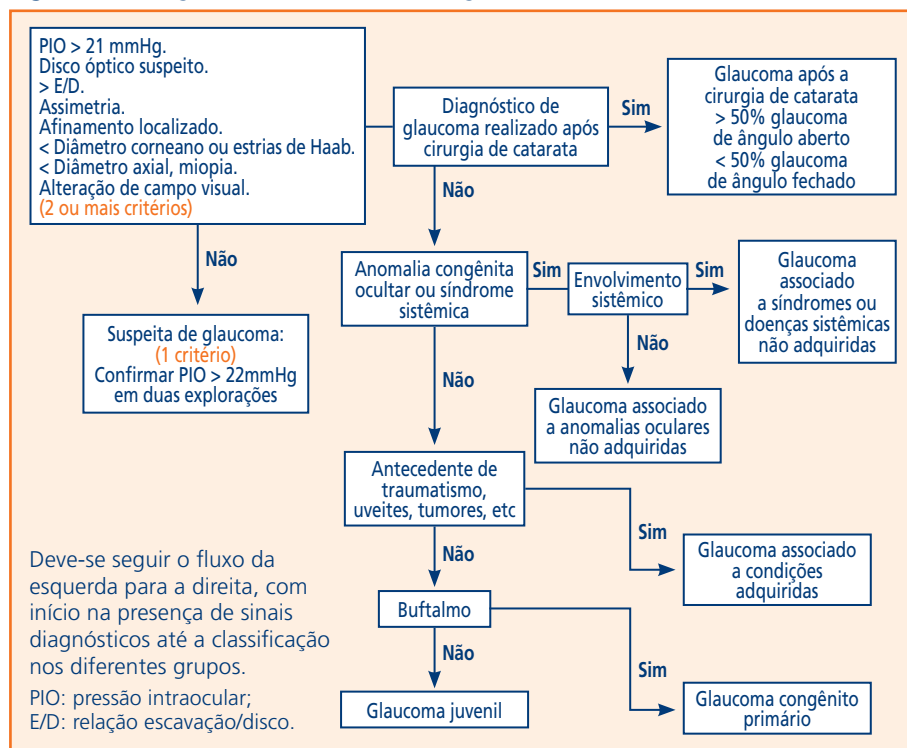 PIO > 21 mmHg.
Disco óptico suspeito.
> E/D.
Assimetria.
Afinamento localizado.
< Diâmetro corneano ou estrias de Haab.
< Diâmetro axial, miopia.
Alteração de campo visual.
(2 ou mais critérios)
Diagnóstico de
glaucoma realizado após
cirurgia de catarata
Sim
Glaucoma após a
cirurgia de catarata
> 50% glaucoma
de ângulo aberto
< 50% glaucoma
de ângulo fechado
Não
Não
Suspeita de glaucoma:
(1 critério)
Confirmar PIO > 22mmHg
em duas explorações
Anomalia congênita
ocultar ou síndrome
sistêmica
Sim
Envolvimento
sistêmico
Sim
Glaucoma
associado
a síndromes ou
doenças sistêmicas
não adquiridas
Não
Glaucoma associado
a anomalias oculares
não adquiridas
Não
Antecedente de
traumatismo,
uveites, tumores, etc
Sim
Glaucoma associado
a condições
adquiridas
Não
Buftalmo
Sim
Glaucoma congênito
primário
Não
Glaucoma juvenil
Deve-se seguir o fluxo da
esquerda para a direita, com
início na presença de sinais
diagnósticos até a classificação
nos diferentes grupos.
PIO: pressão intraocular;
E/D: relação escavação/disco.